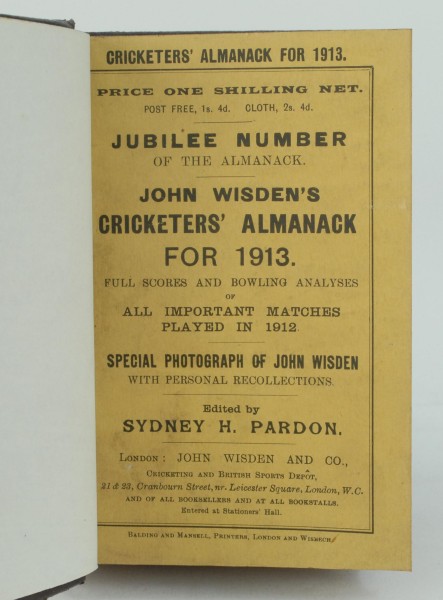 CRICKETERS' ALMANACK FOR 1913.
PRICE ONE SHILLING NET.
POST FREE, 1s. 4d. CLOTH, 2s. 4d.
JUBILEE NUMBER
OF THE ALMANACK.
JOHN WISDEN'S
CRICKETERS' ALMANACK
FOR 1913.
FULL SCORES AND BOWLING ANALYSES
OF
ALL IMPORTANT MATCHES
PLAYED IN 1912
SPECIAL PHOTOGRAPH OF JOHN WISDEN
WITH PERSONAL RECOLLECTIONS.
Edited by
SYDNEY H. PARDON.
LONDON: JOHN WISDEN AND CO.,
CRICKETING AND BRITISH SPORTS DEPÔT,
21 & 23, Cranbourn Street, nr. Leicester Square, London, W.C.
AND OF ALL BOOKSELLERS AND AT ALL BOOKSTALLS.
Entered at Stationers' Hall.
BALDING AND MANSELL, PRINTERS, LONDON AND WISBECH